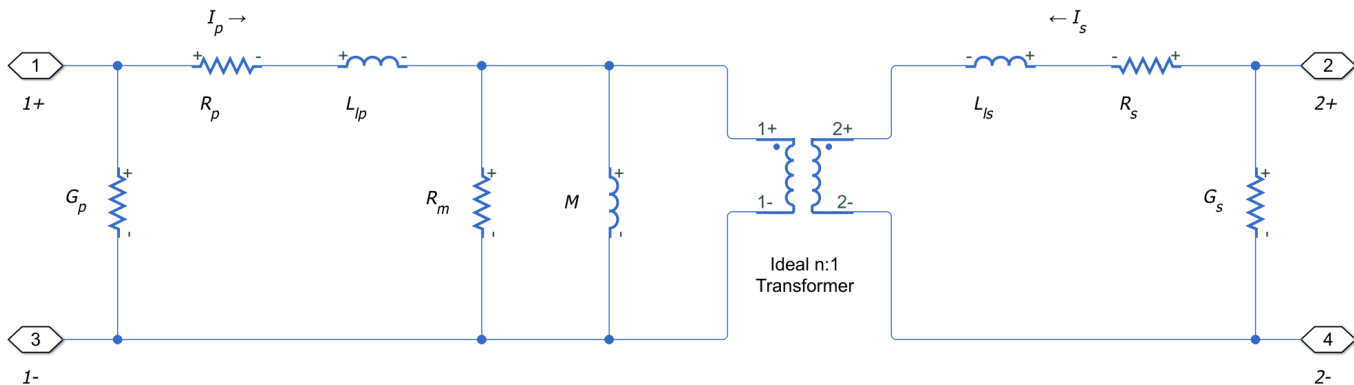 I_p → ← I_s
+ - + - - + - +
1 2
1+ R_p L_lp L_ls R_s 2+
1+ 2+
G_p + - R_m + - M + - G_s + -
1- 2-
Ideal n:1
Transformer
3 4
1- 2-